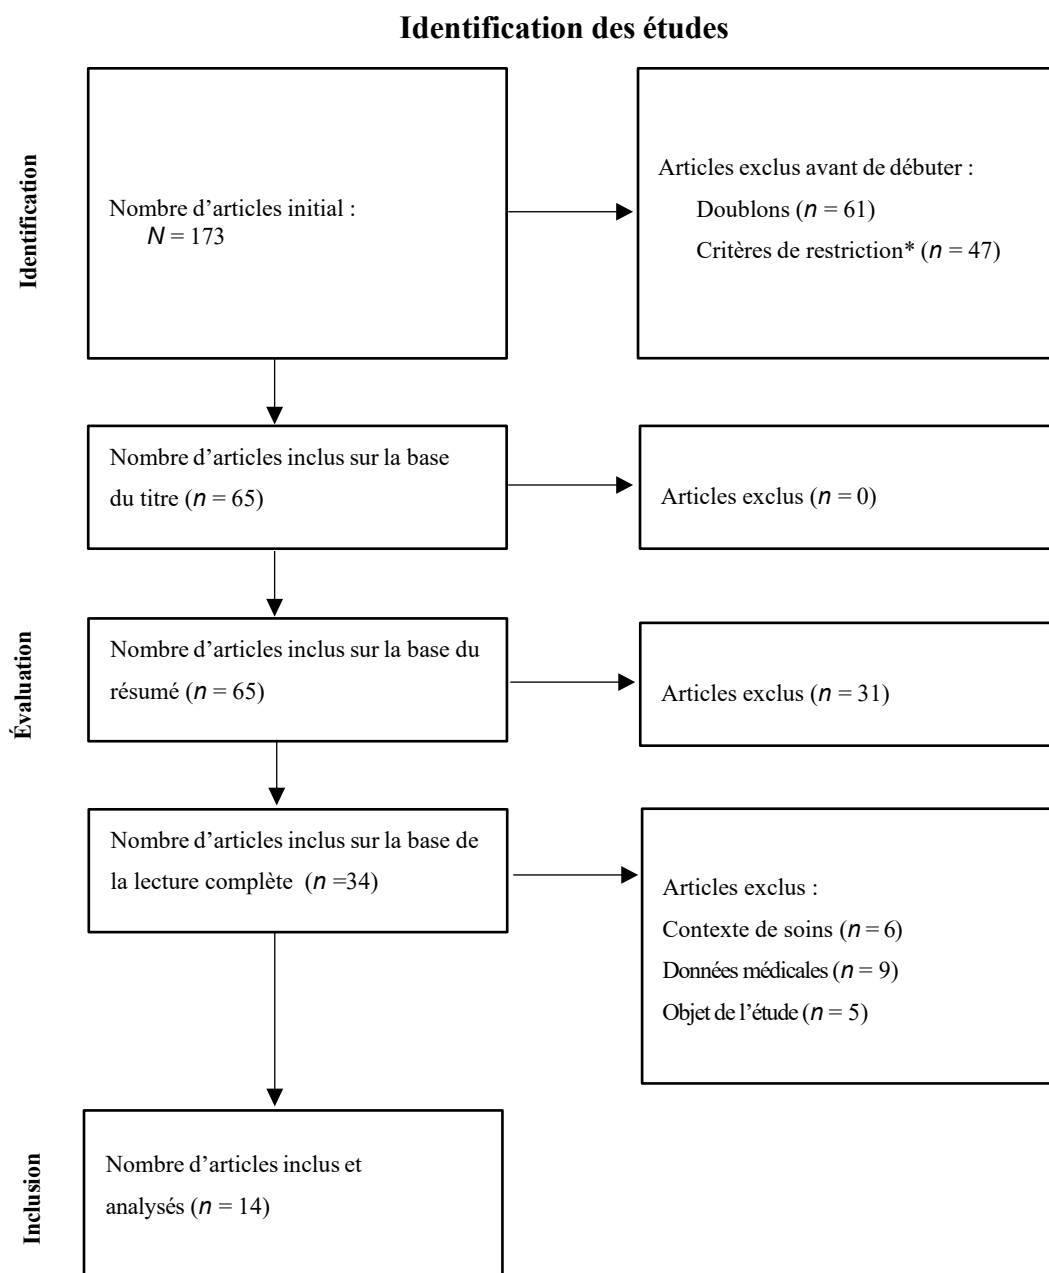 Identification des études
Identification
Nombre d’articles initial :
N = 173
Articles exclus avant de débuter :
Doublons (n = 61)
Critères de restriction* (n = 47)
Nombre d’articles inclus sur la base
du titre (n = 65)
Articles exclus (n = 0)
Évaluation
Nombre d’articles inclus sur la base du
résumé (n = 65)
Articles exclus (n = 31)
Nombre d’articles inclus sur la base de
la lecture complète (n =34)
Articles exclus :
Contexte de soins (n = 6)
Données médicales (n = 9)
Objet de l’étude (n = 5)
Inclusion
Nombre d’articles inclus et
analysés (n = 14)